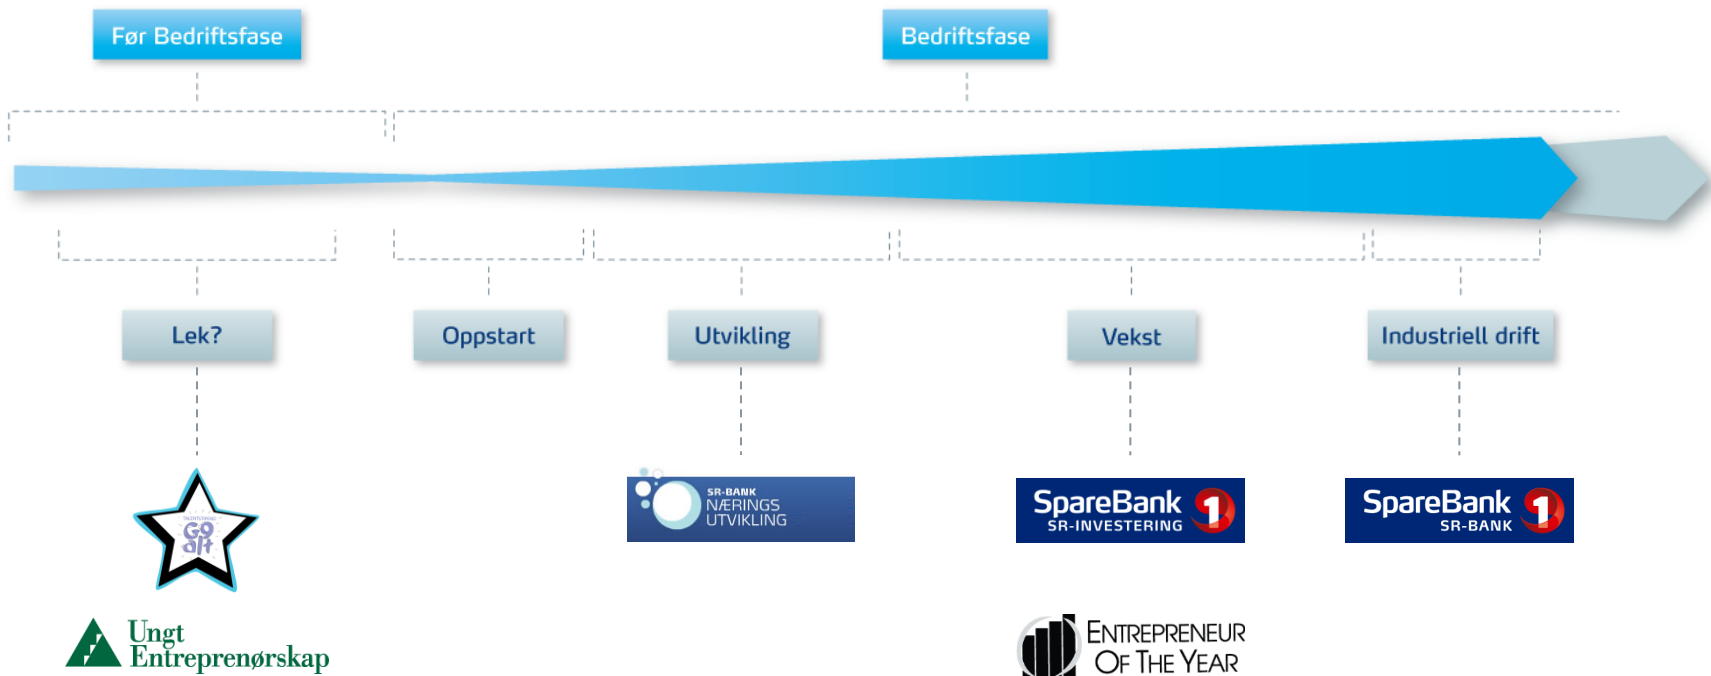 Før Bedriftsfase
Bedriftsfase
Lek?
Oppstart
Utvikling
Vekst
Industriell drift
GO
alt
SR-BANK
NÆRINGS
UTVIKLING
SpareBank 1
SR-INVESTERING
SpareBank 1
SR-BANK
Ungt
Entreprenørskap
ENTREPRENEUR
OF THE YEAR